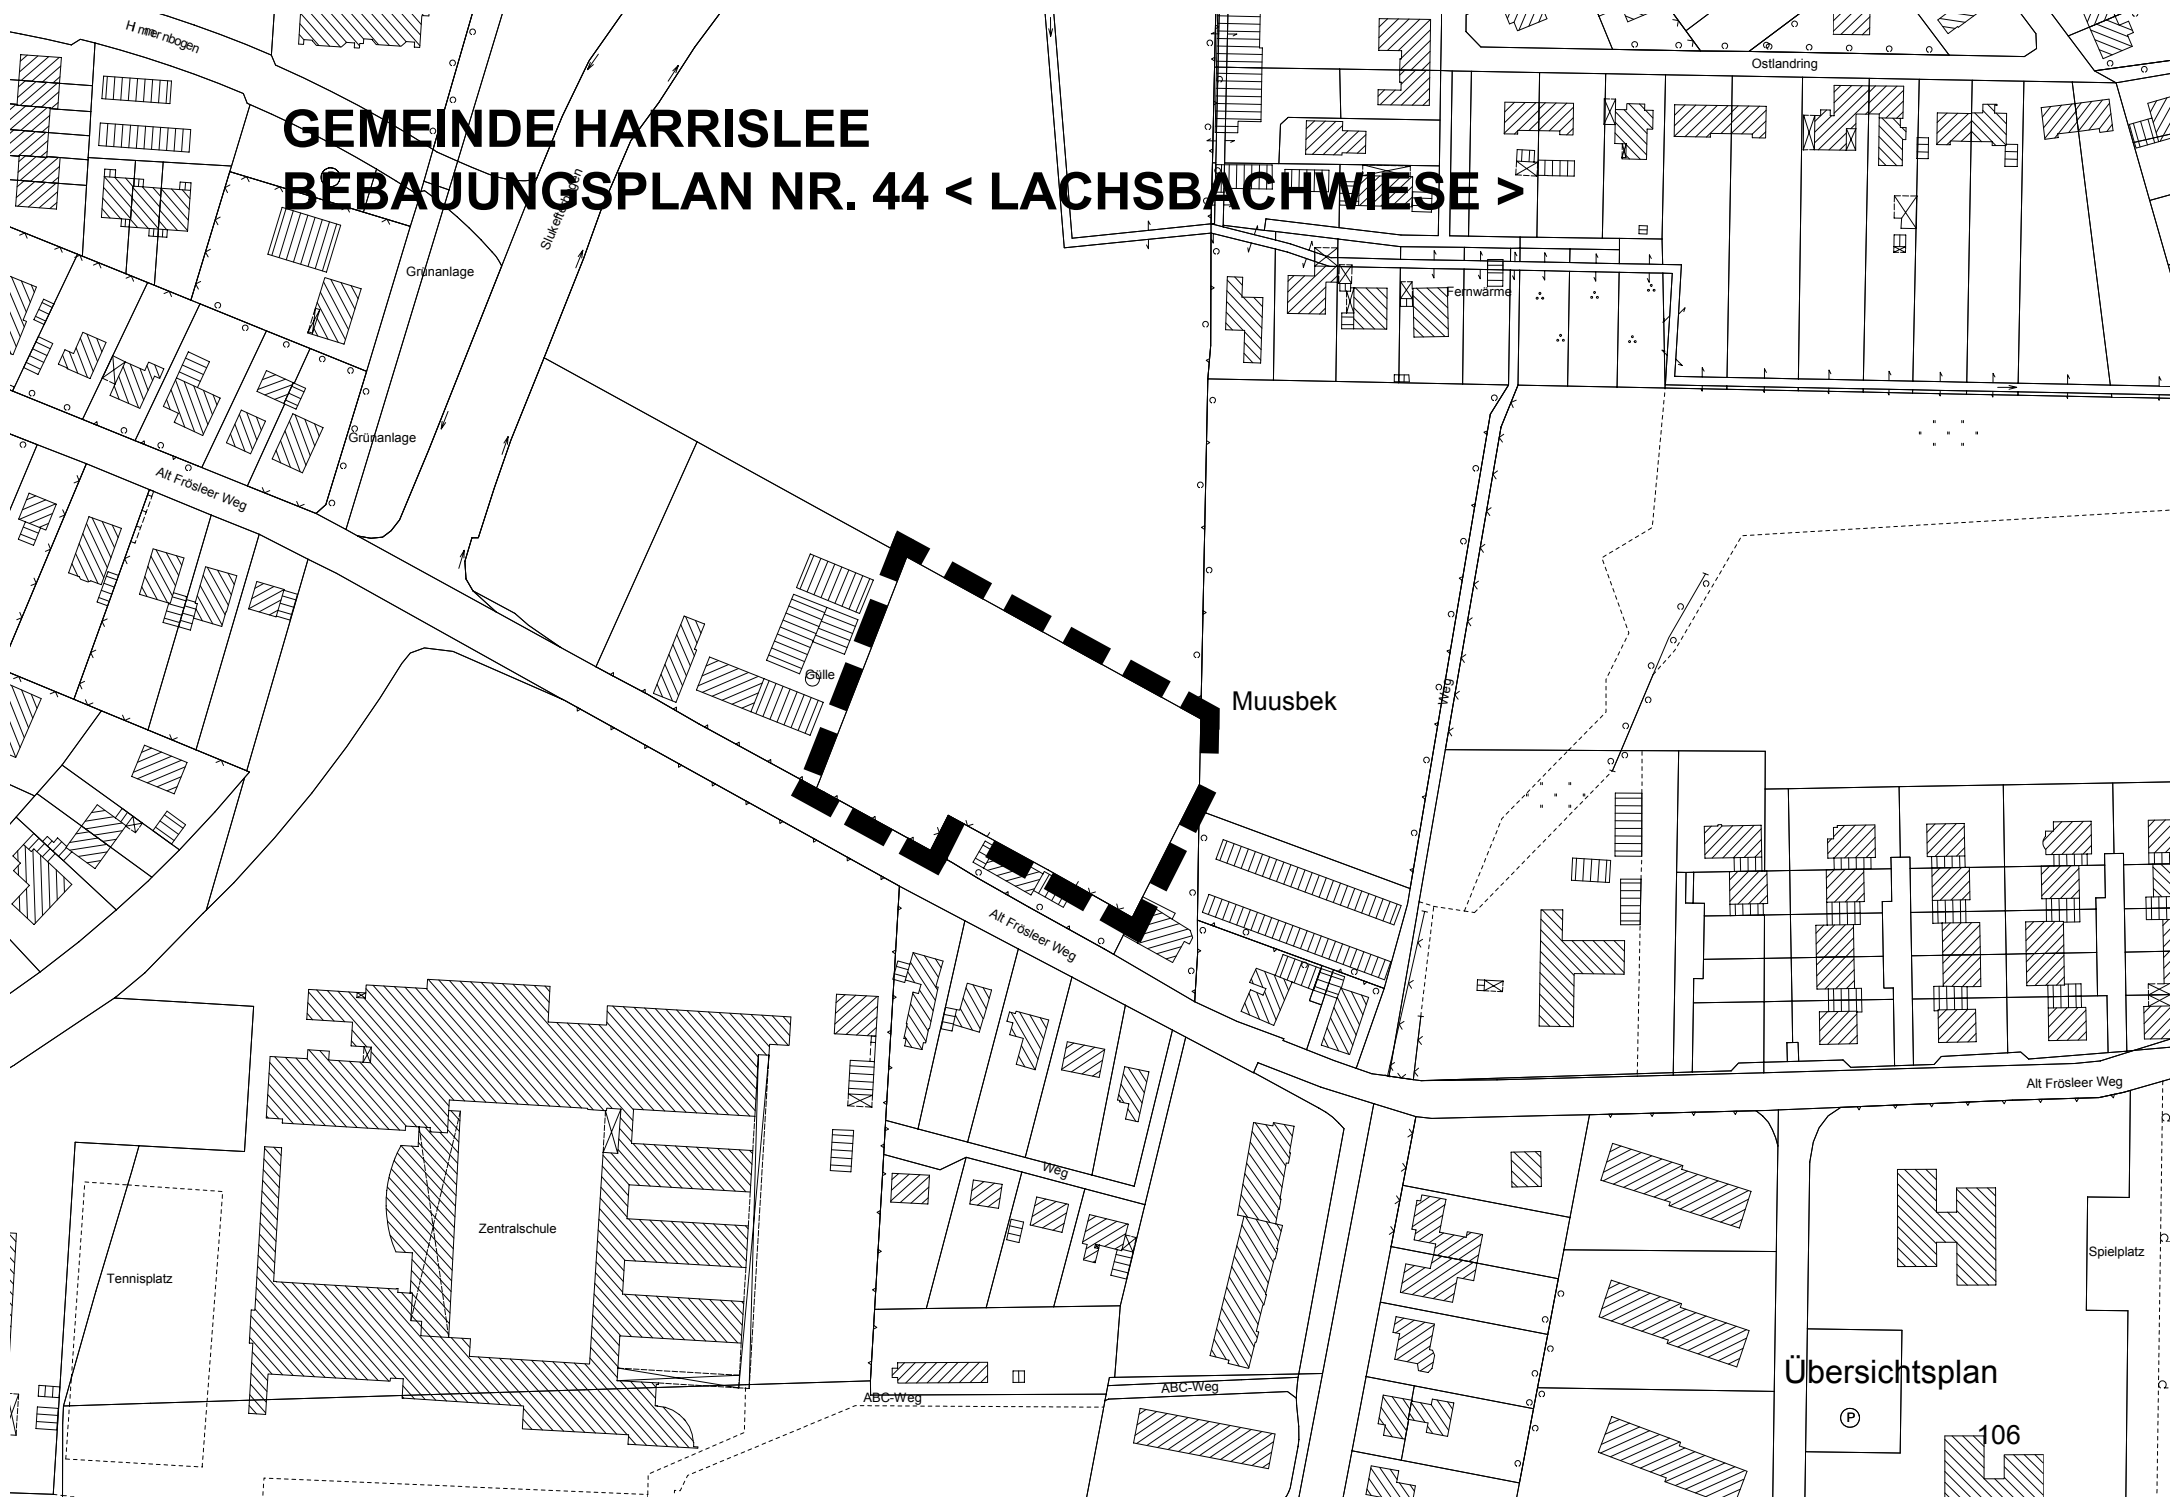 Himmernbogen
Ostlandring
GEMEINDE HARRISLEE
BEBAUUNGSPLAN NR. 44 < LACHSBACHWIESE >
Grünanlage
Fernwärme
Grünanlage
Alt Frösleer Weg
Gülle
Muusbek
Weg
Alt Frösleer Weg
Alt Frösleer Weg
Weg
Zentralschule
Tennisplatz
Spielplatz
Übersichtsplan
ABC-Weg
ABC-Weg
P
106